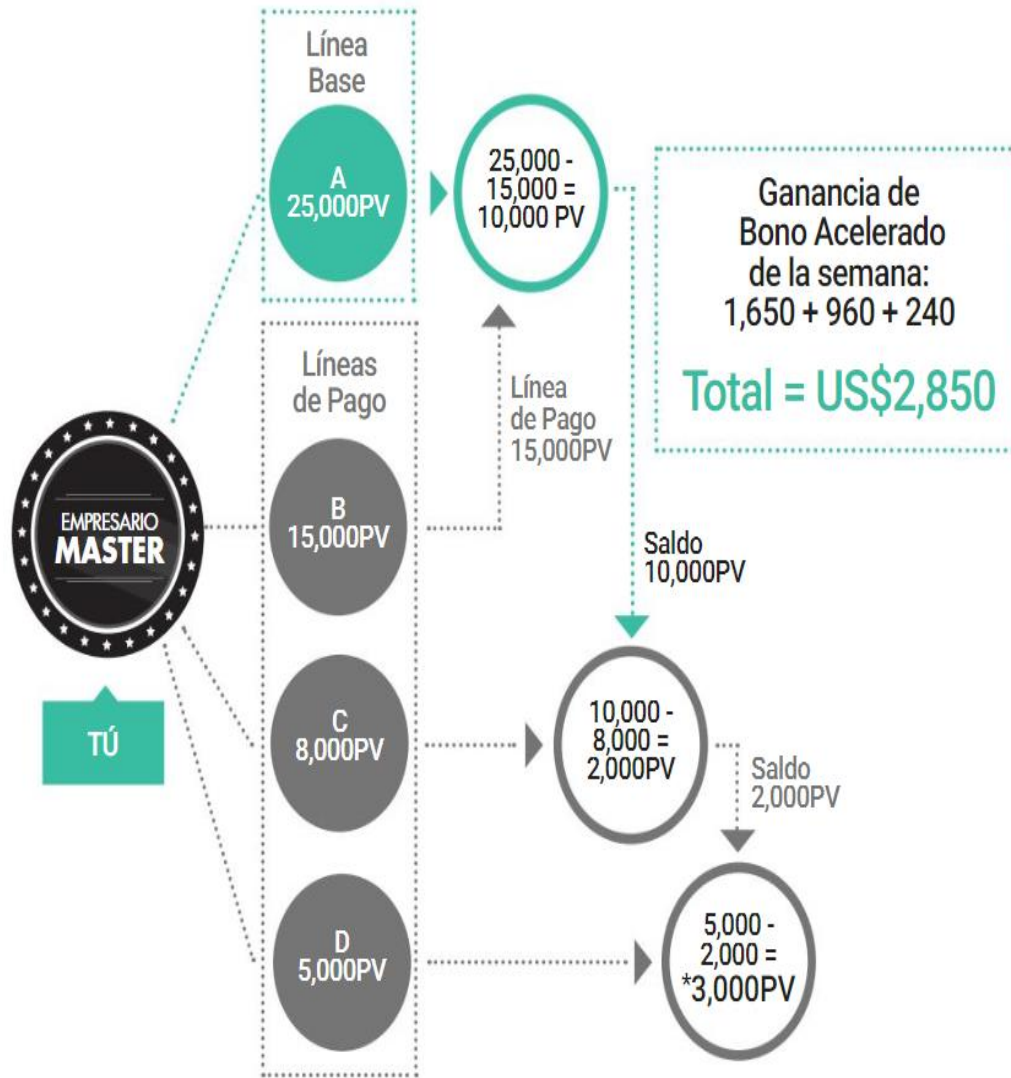 Línea
Base
A
25,000PV
25,000 -
15,000 =
10,000 PV
Ganancia de
Bono Acelerado
de la semana:
1,650 + 960 + 240
Total = US$2,850
Líneas
de Pago
Línea
de Pago
15,000PV
EMPRESARIO
MASTER
B
15,000PV
Saldo
10,000PV
TÚ
C
8,000PV
10,000 -
8,000 =
2,000PV
Saldo
2,000PV
D
5,000PV
5,000 -
2,000 =
*3,000PV